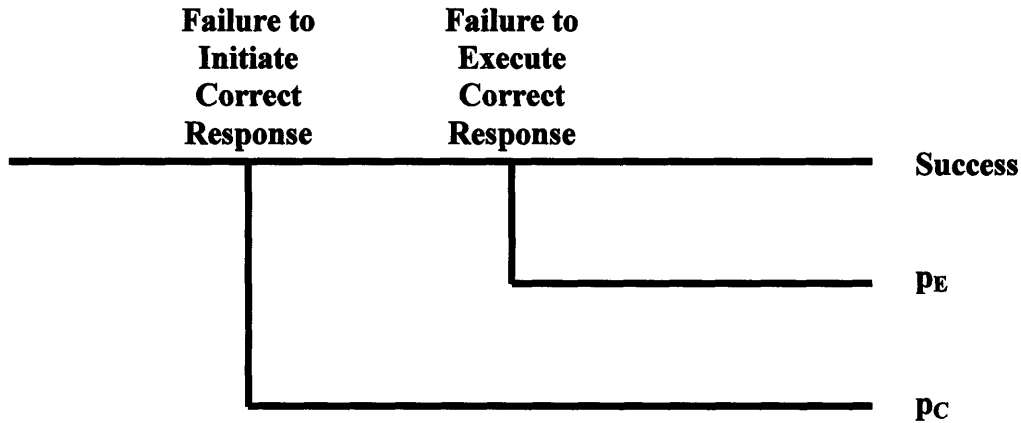 Failure to
Initiate
Correct
Response
Failure to
Execute
Correct
Response
Success
pE
pC